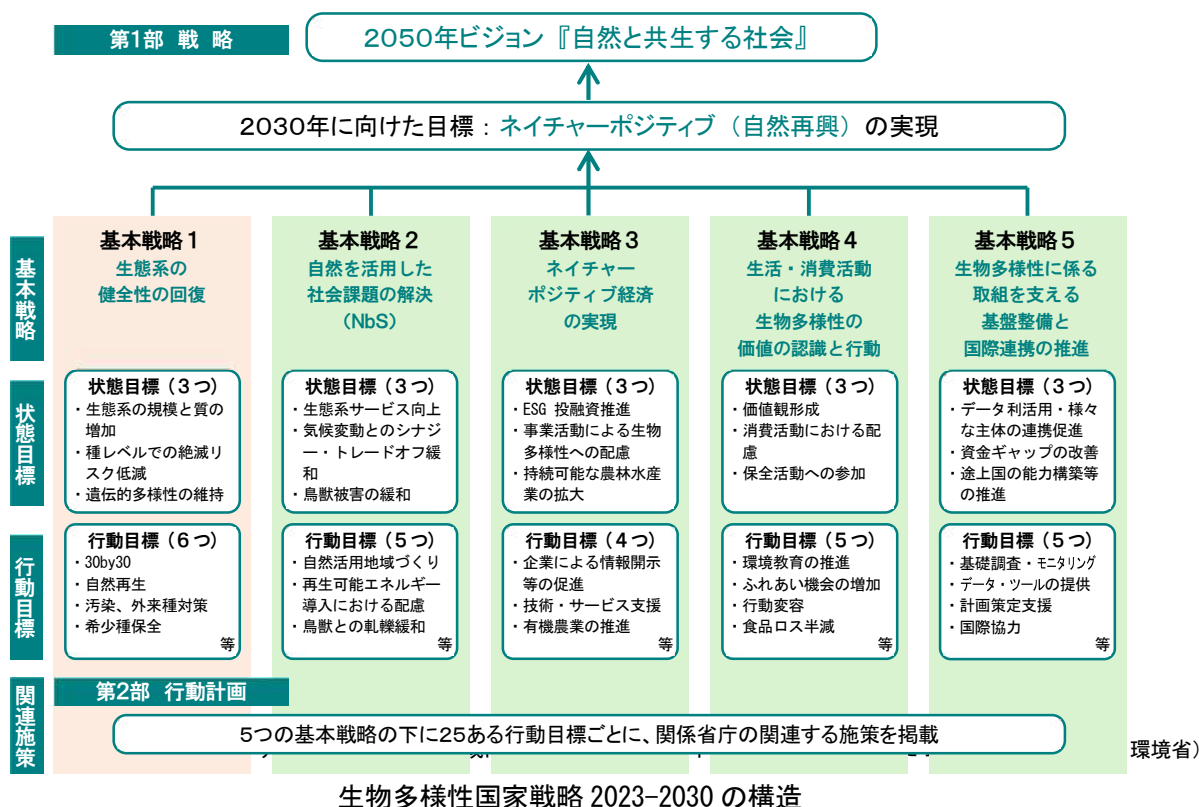 第1部 戦 略
2050年ビジョン『自然と共生する社会』
2030年に向けた目標：ネイチャーポジティブ（自然再興）の実現
基本戦略
基本戦略１
生態系の
健全性の回復
基本戦略２
自然を活用した
社会課題の解決
（NbS）
基本戦略３
ネイチャー
ポジティブ経済
の実現
基本戦略４
生活・消費活動
における
生物多様性の
価値の認識と行動
基本戦略５
生物多様性に係る
取組を支える
基盤整備と
国際連携の推進
状態目標
状態目標（３つ）
・生態系の規模と質の
増加
・種レベルでの絶滅リ
スク低減
・遺伝的多様性の維持
状態目標（３つ）
・生態系サービス向上
・気候変動とのシナジ
ー・トレードオフ緩
和
・鳥獣被害の緩和
状態目標（３つ）
・ESG 投融資推進
・事業活動による生物
多様性への配慮
・持続可能な農林水産
業の拡大
状態目標（３つ）
・価値観形成
・消費活動における配
慮
・保全活動への参加
状態目標（３つ）
・データ利活用・様々
な主体の連携促進
・資金ギャップの改善
・途上国の能力構築等
の推進
行動目標
行動目標（６つ）
・30by30
・自然再生
・汚染、外来種対策
・希少種保全
等
行動目標（５つ）
・自然活用地域づくり
・再生可能エネルギー
導入における配慮
・鳥獣との軋轢緩和
等
行動目標（４つ）
・企業による情報開示
等の促進
・技術・サービス支援
・有機農業の推進
等
行動目標（５つ）
・環境教育の推進
・ふれあい機会の増加
・行動変容
・食品ロス半減
等
行動目標（５つ）
・基礎調査・モニタリング
・データ・ツールの提供
・計画策定支援
・国際協力
等
関連施策
第2部 行動計画
5つの基本戦略の下に25ある行動目標ごとに、関係省庁の関連する施策を掲載
環境省）
生物多様性国家戦略 2023-2030 の構造